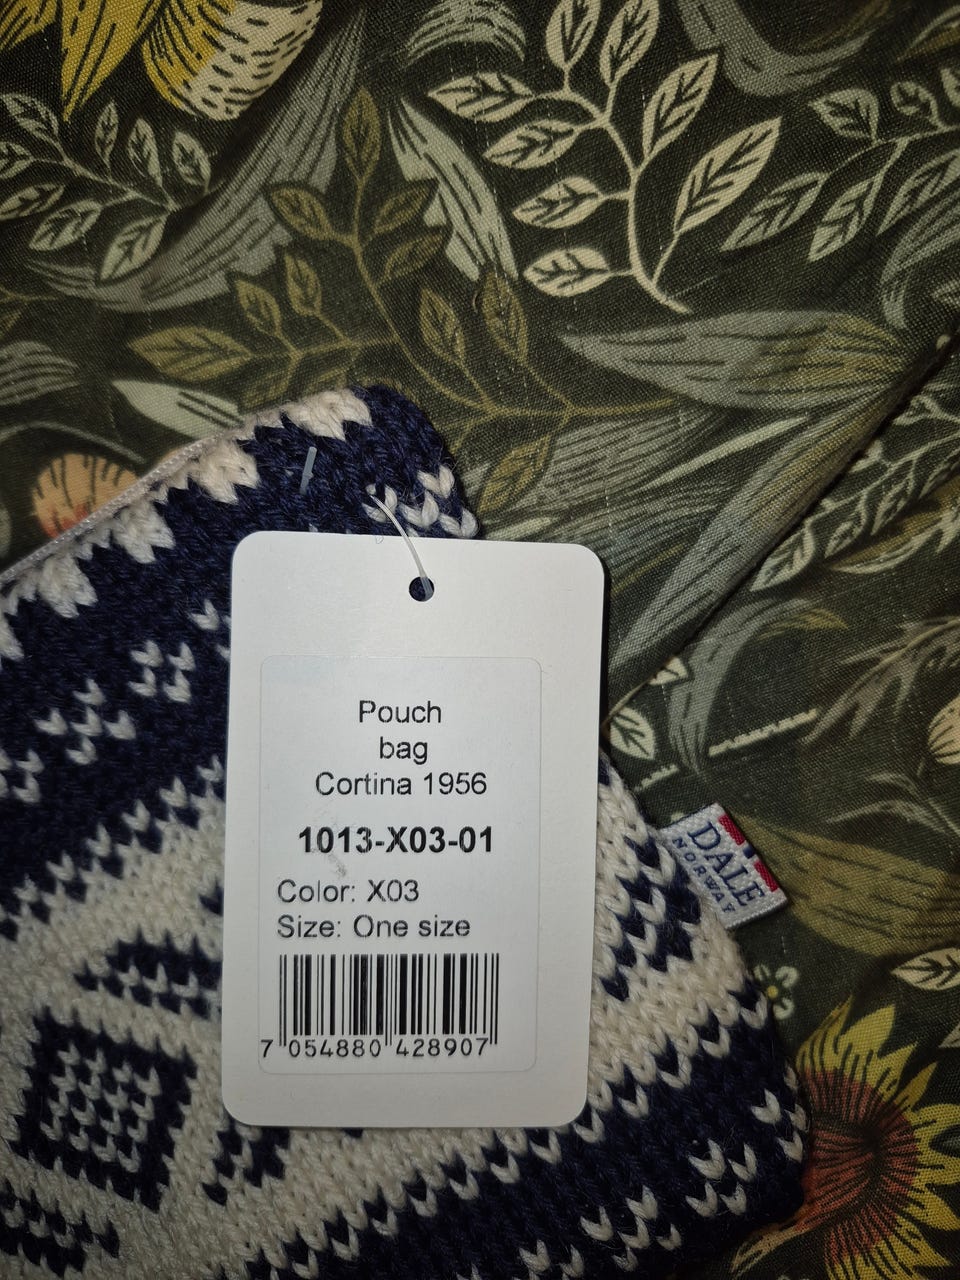 Pouch
bag
Cortina 1956
1013-X03-01
Color: X03
Size: One size
7 054880 428907
DALE
NORWAY